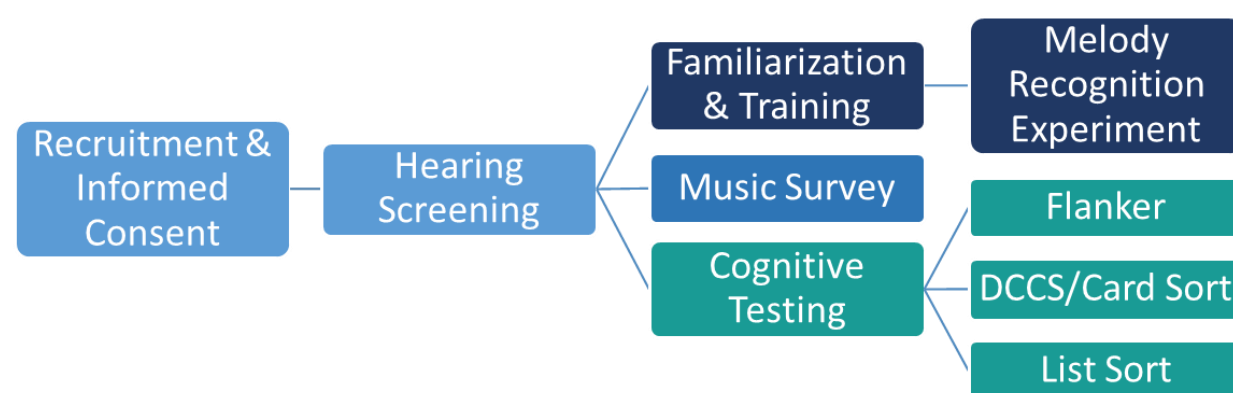 Recruitment &
Informed
Consent
Hearing
Screening
Familiarization
& Training
Melody
Recognition
Experiment
Music Survey
Cognitive
Testing
Flanker
DCCS/Card Sort
List Sort